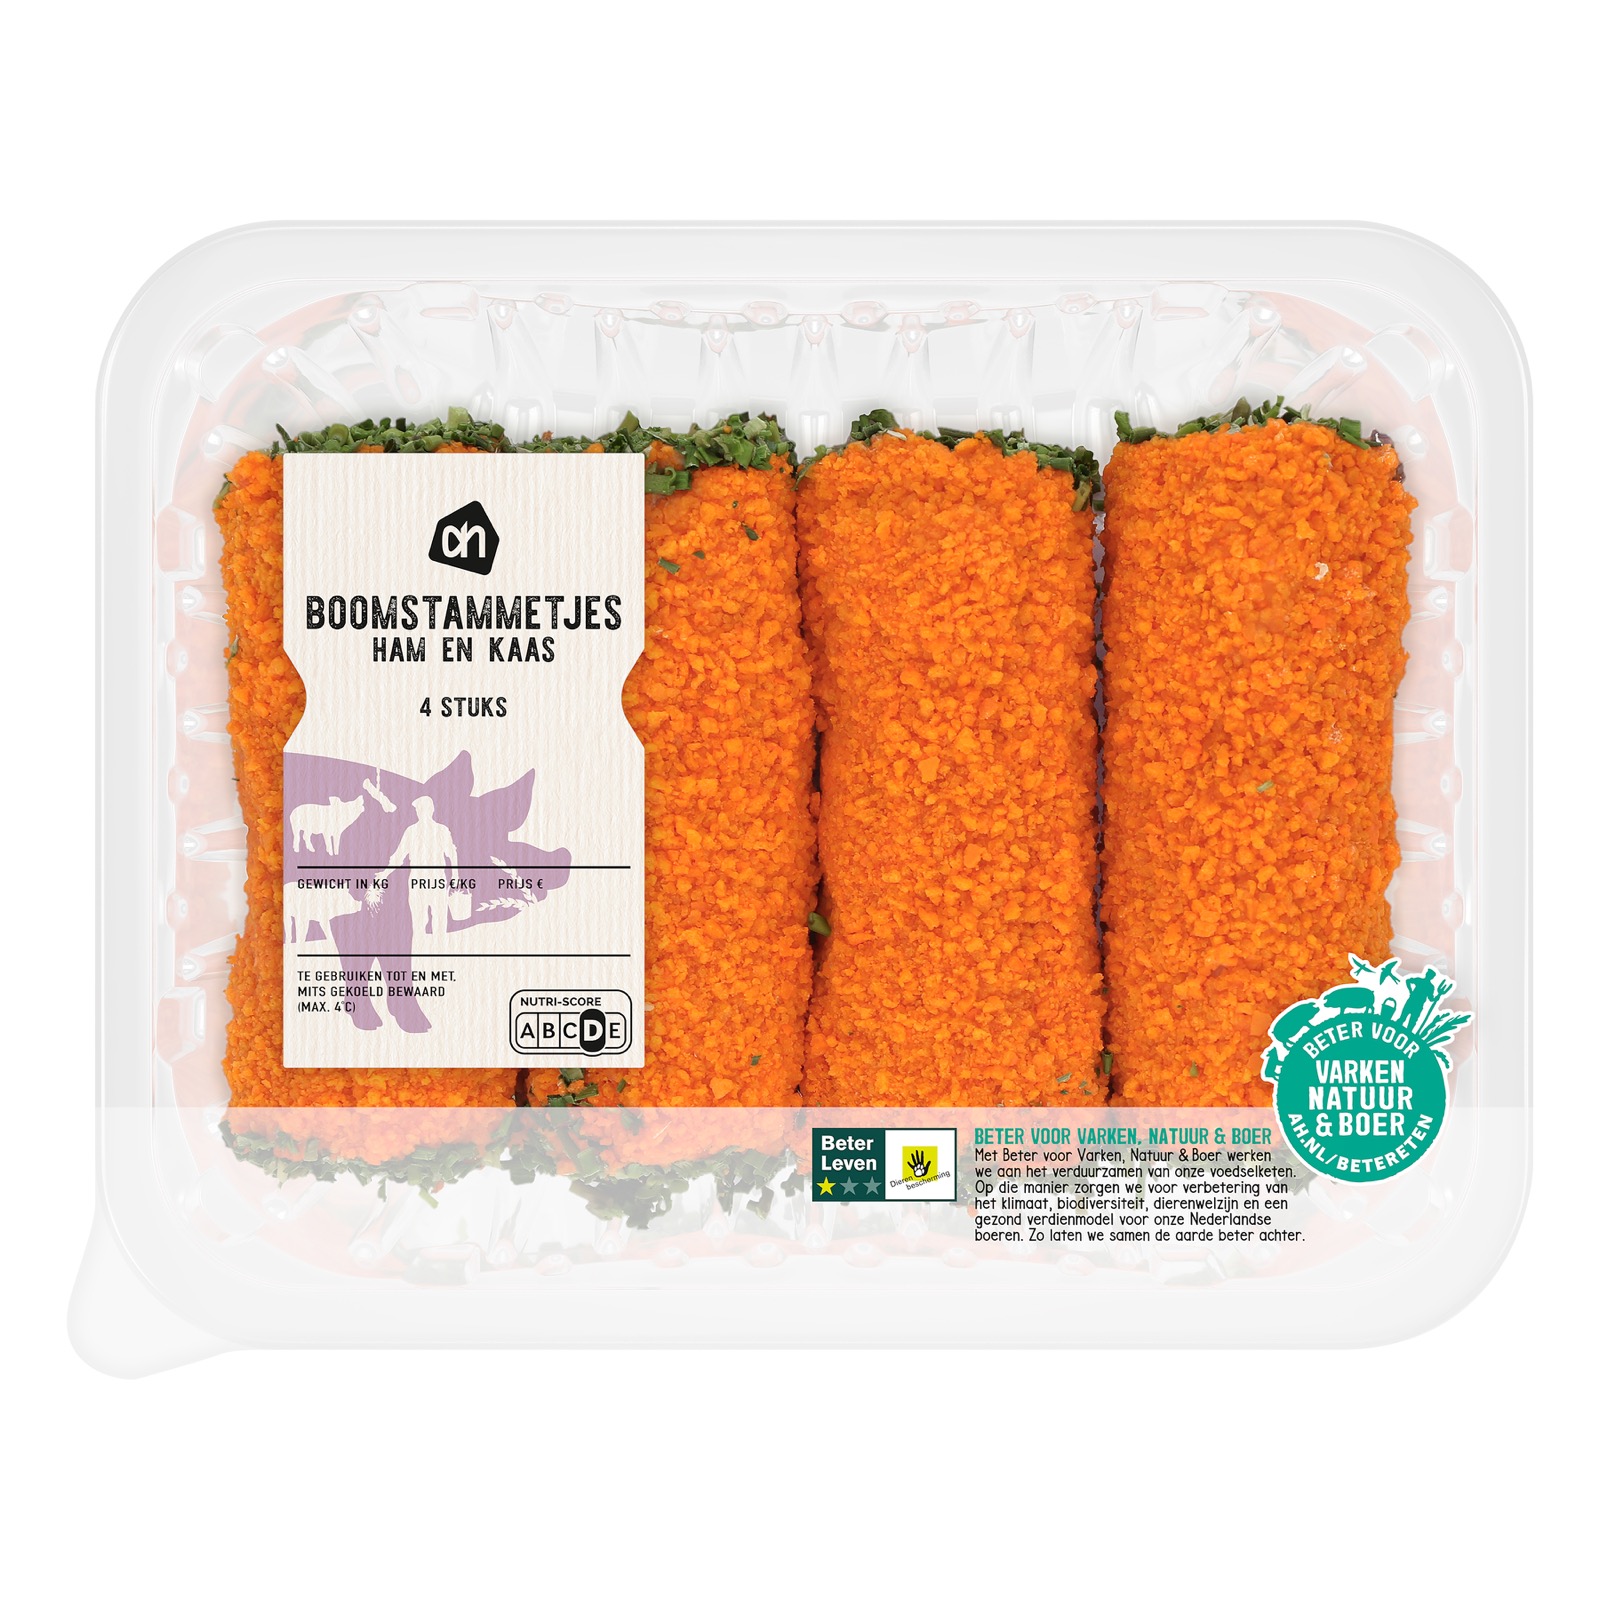 ah
BOOMSTAMMETJES
HAM EN KAAS
4 STUKS
GEWICHT IN KG PRIJS €/KG PRIJS €
TE GEBRUIKEN TOT EN MET,
MITS GEKOELD BEWAARD
(MAX. 4°C)
NUTRI-SCORE
A B C D E
Beter
Leven
Dieren
bescherming
BETER VOOR VARKEN, NATUUR & BOER
Met Beter voor Varken, Natuur & Boer werken
we aan het verduurzamen van onze voedselketen.
Op die manier zorgen we voor verbetering van
het klimaat, biodiversiteit, dierenwelzijn en een
gezond verdienmodel voor onze Nederlandse
boeren. Zo laten we samen de aarde beter achter.
BETER VOOR
VARKEN
NATUUR
& BOER
AH.NL/BETERETEN